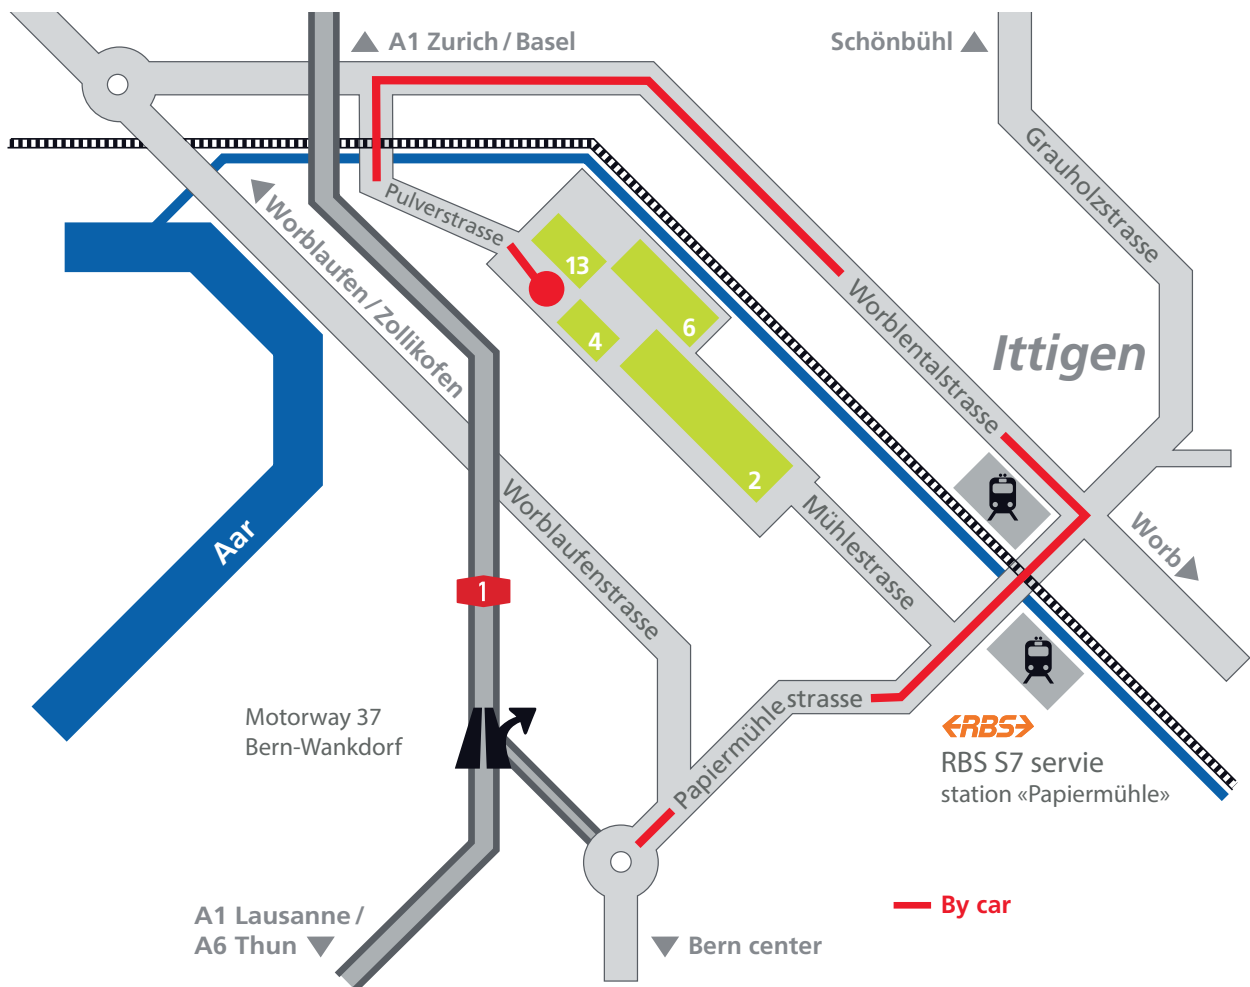 A1 Zurich / Basel
Schönbühl
Grauholzstrasse
Pulverstrasse
Worblaufen / Zollikofen
13
6
4
2
Worblentalstrasse
Ittigen
Aar
Worblaufenstrasse
Mühlestrasse
Worb
1
Motorway 37
Bern-Wankdorf
Papiermühlestrasse
RBS
RBS S7 servie
station «Papiermühle»
By car
A1 Lausanne /
A6 Thun
Bern center